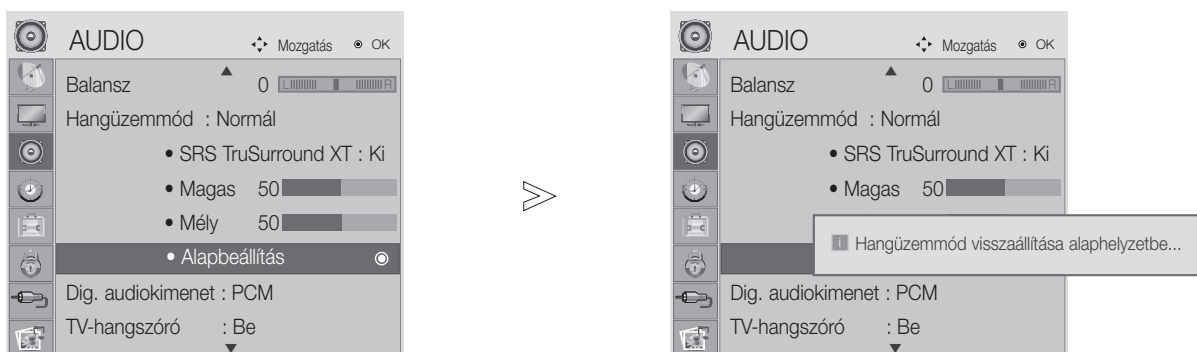 AUDIO Mozgatás OK
Balansz 0 L R
Hangüzemmód : Normál
• SRS TruSurround XT : Ki
• Magas 50
• Mély 50
• Alapbeállítás
Dig. audiokimenet : PCM
TV-hangszóró : Be
AUDIO Mozgatás OK
Balansz 0 L R
Hangüzemmód : Normál
• SRS TruSurround XT : Ki
• Magas 50
i Hangüzemmód visszaállítása alaphelyzetbe...
Dig. audiokimenet : PCM
TV-hangszóró : Be